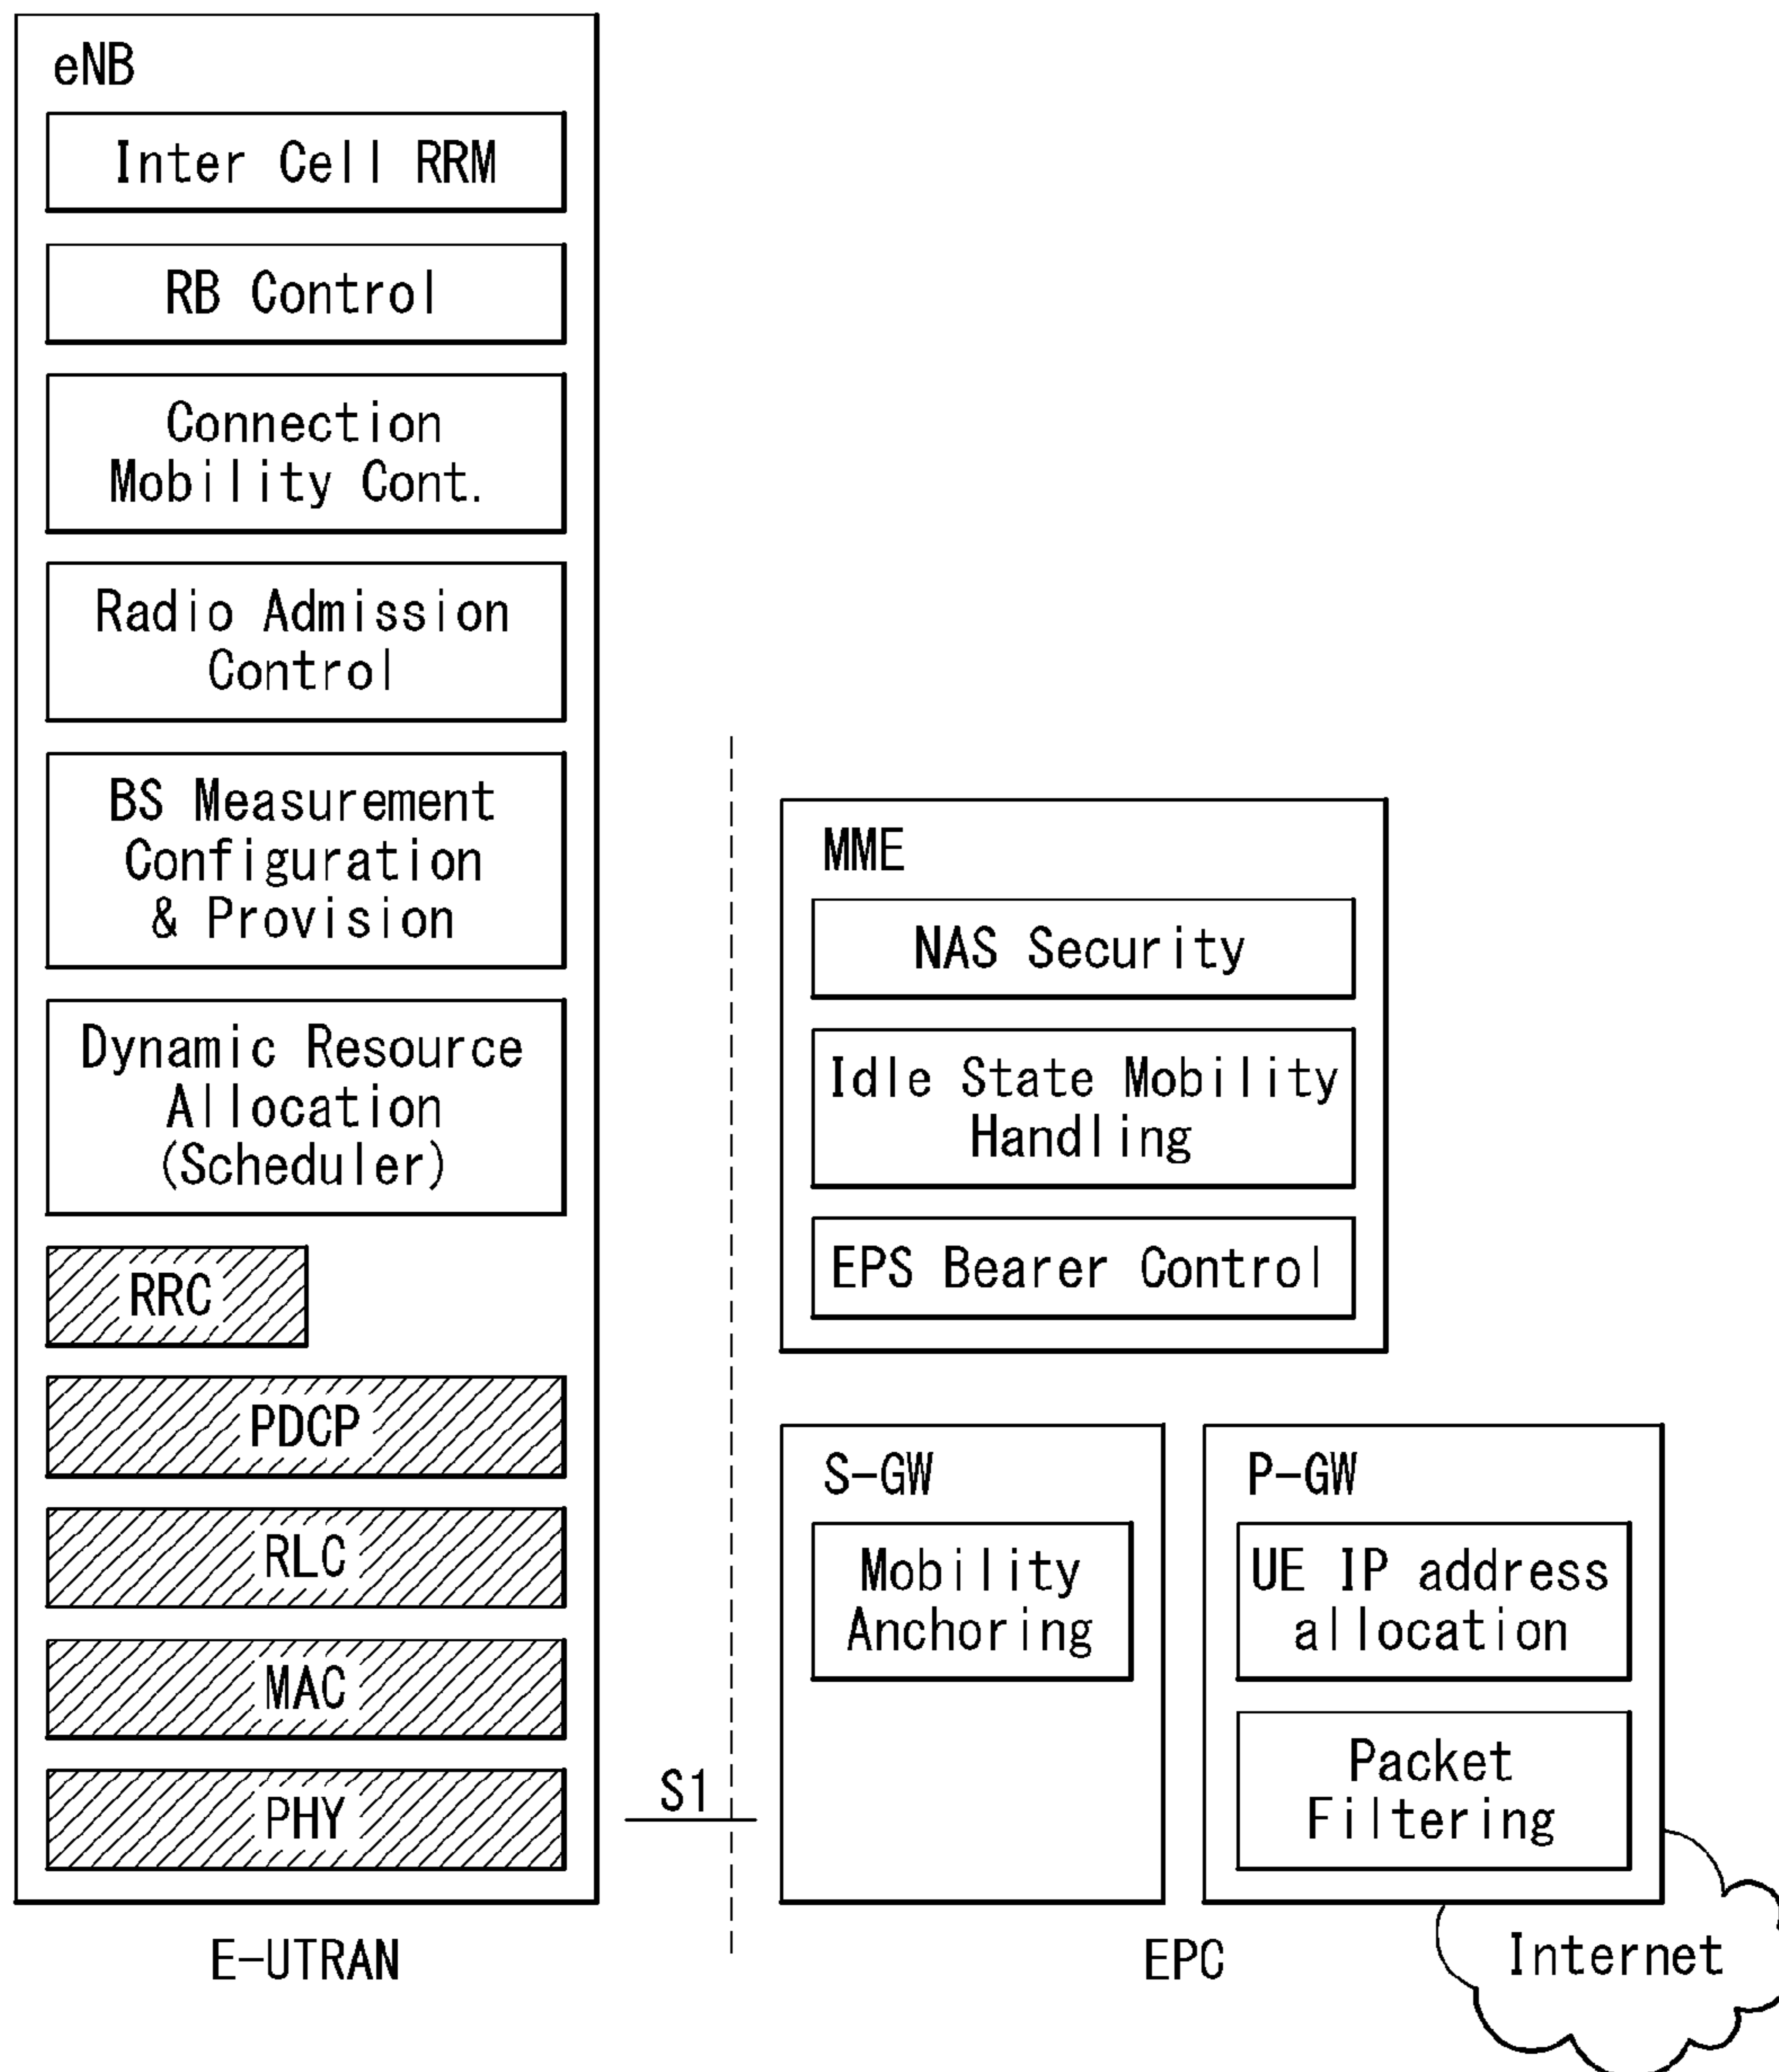 eNB
Inter Cell RRM
RB Control
Connection
Mobility Cont.
Radio Admission
Control
BS Measurement
Configuration
& Provision
Dynamic Resource
Allocation
(Scheduler)
RRC
PDCP
RLC
MAC
PHY
S1
MME
NAS Security
Idle State Mobility
Handling
EPS Bearer Control
S-GW
Mobility
Anchoring
P-GW
UE IP address
allocation
Packet
Filtering
E-UTRAN
EPC
Internet